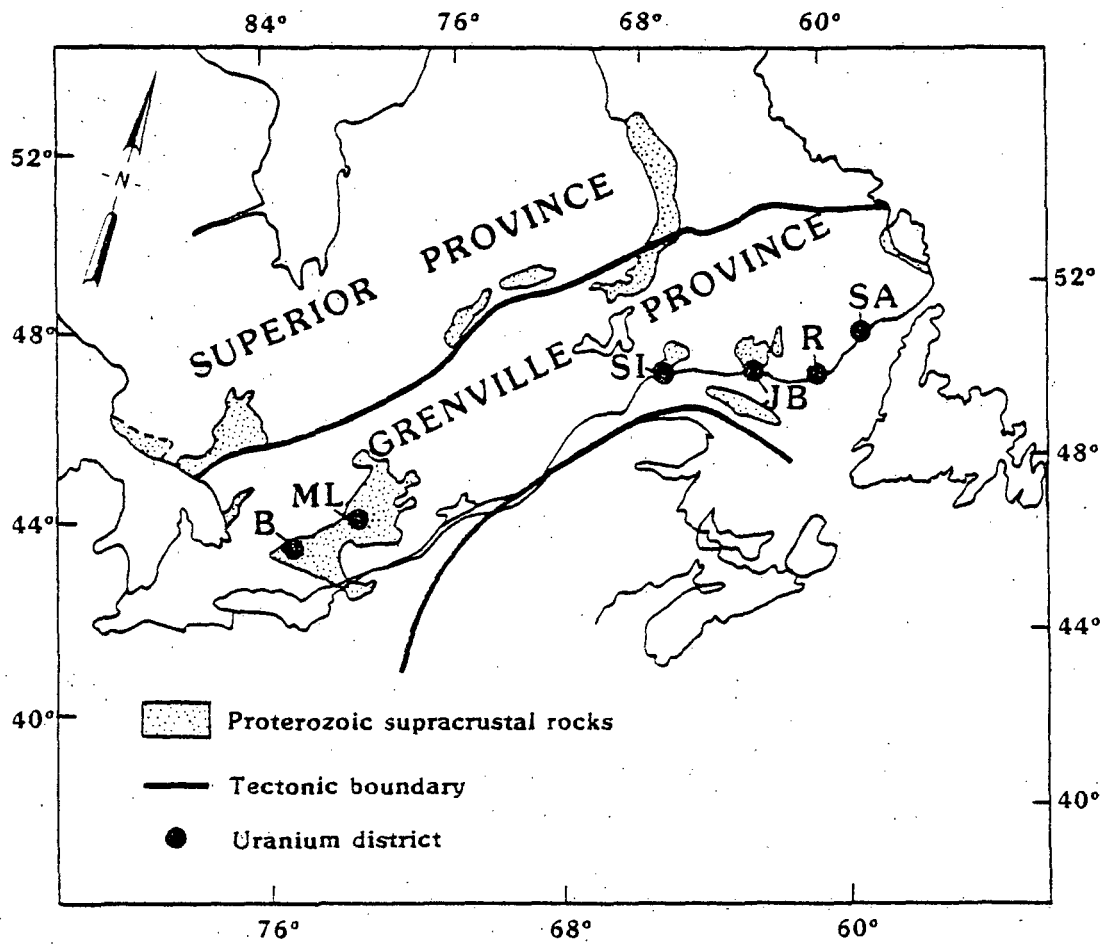 84° 76° 68° 60°
52°
-N-
SUPERIOR PROVINCE
GRENVILLE PROVINCE
52°
48°
SA
R
SI
JB
48°
ML
B
44°
44°
40°
Proterozoic supracrustal rocks
Tectonic boundary
40°
Uranium district
76° 68° 60°